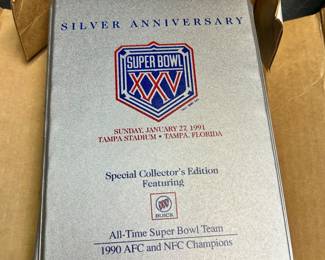 SILVER ANNIVERSARY
SUPER BOWL
XXV
SUNDAY, JANUARY 27, 1991
TAMPA STADIUM • TAMPA, FLORIDA
Special Collector's Edition
Featuring
BUICK
All-Time Super Bowl Team
1990 AFC and NFC Champions